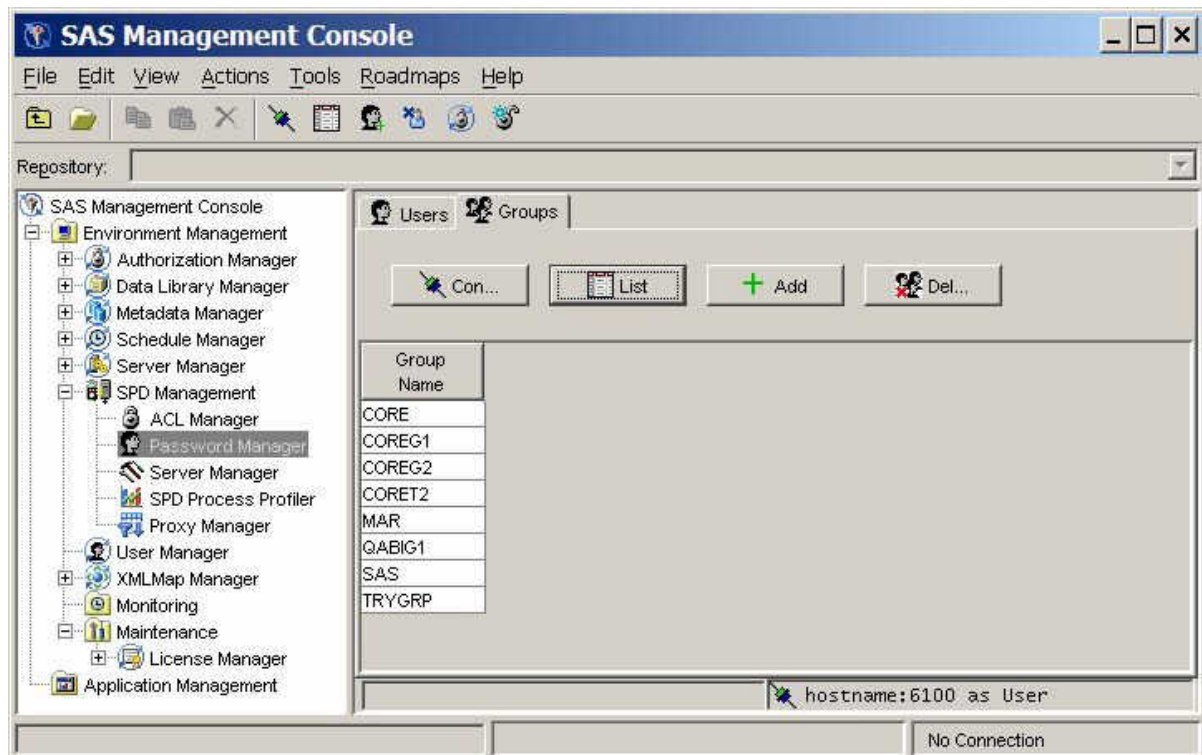 SAS Management Console
File Edit View Actions Tools Roadmaps Help
Repository:
SAS Management Console
Environment Management
Authorization Manager
Data Library Manager
Metadata Manager
Schedule Manager
Server Manager
SPD Management
ACL Manager
Password Manager
Server Manager
SPD Process Profiler
Proxy Manager
User Manager
XMLMap Manager
Monitoring
Maintenance
License Manager
Application Management
Users Groups
Con... List Add Del...
Group
Name
CORE
COREG1
COREG2
CORET2
MAR
QABIG1
SAS
TRYGRP
hostname:6100 as User
No Connection